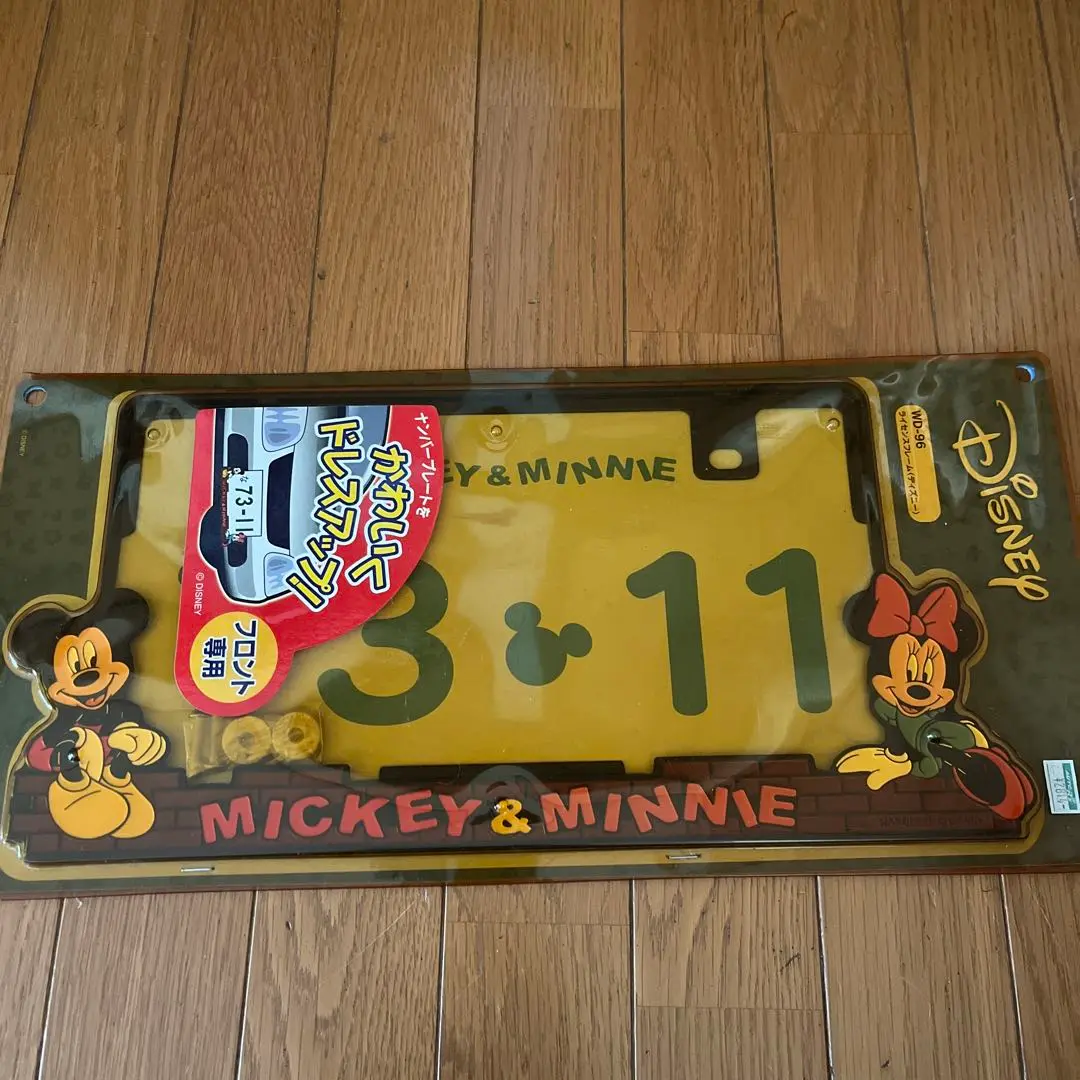 ナンバープレートを
かわいく
ドレスアップ!
73-11
© DISNEY
フロント
専用
EY & MINNIE
3 11
MICKEY & MINNIE
WD-96
ライセンスフレーム(ディズニー)
DISNEY
© DISNEY